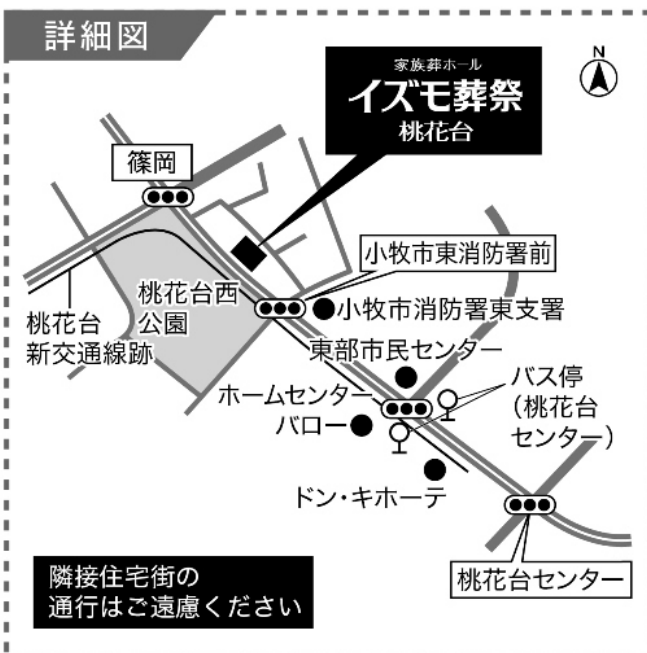 詳細図
N
家族葬ホール
イズモ葬祭
桃花台
篠岡
小牧市東消防署前
桃花台西
公園
小牧市消防署東支署
桃花台
新交通線跡
東部市民センター
ホームセンター
バロー
バス停
(桃花台
センター)
ドン・キホーテ
桃花台センター
隣接住宅街の
通行はご遠慮ください